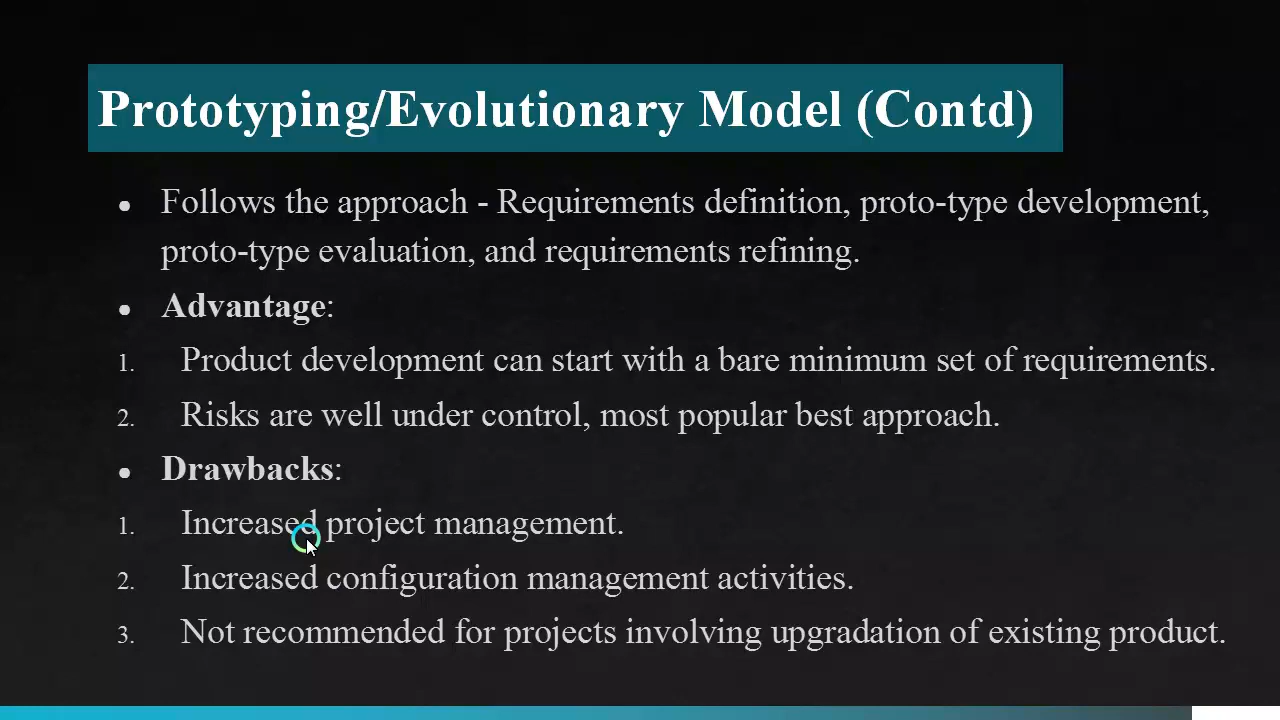 Prototyping/Evolutionary Model (Contd)
● Follows the approach - Requirements definition, proto-type development,
proto-type evaluation, and requirements refining.
● Advantage:
1. Product development can start with a bare minimum set of requirements.
2. Risks are well under control, most popular best approach.
● Drawbacks:
1. Increased project management.
2. Increased configuration management activities.
3. Not recommended for projects involving upgradation of existing product.